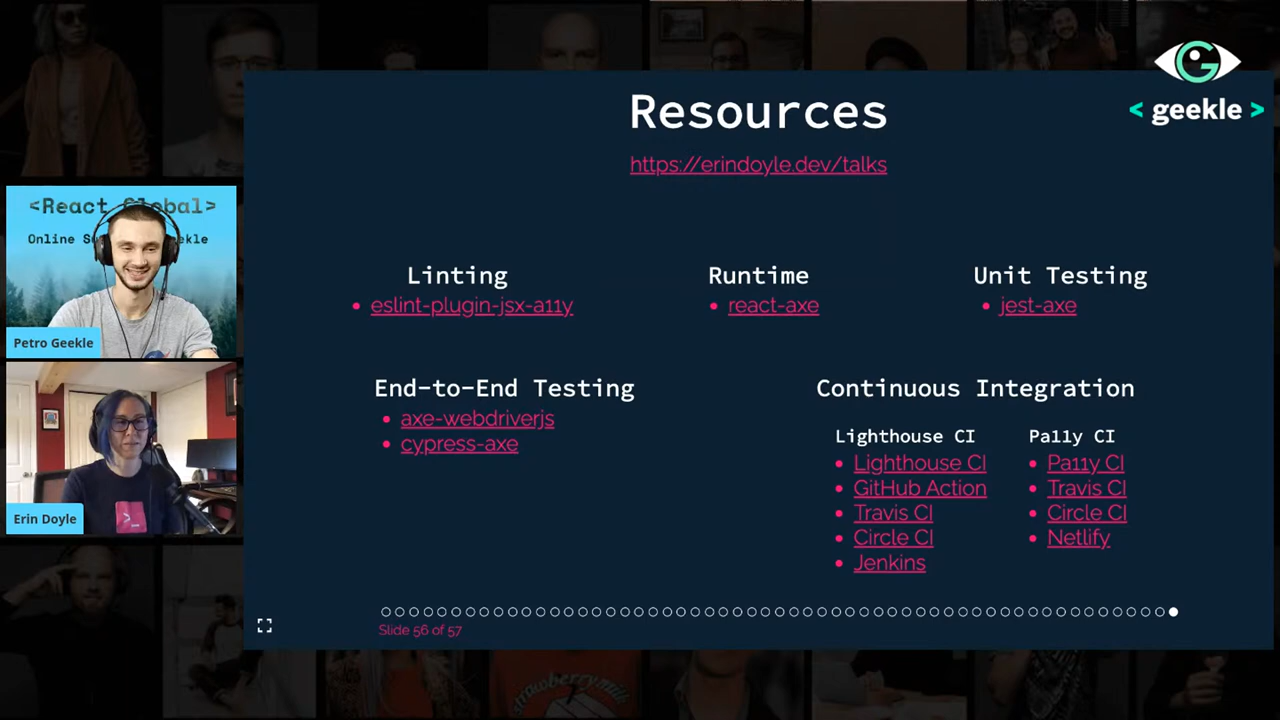 Resources
https://erindoyle.dev/talks
< geekle >
<React Global>
Petro Geekle
Erin Doyle
Linting
• eslint-plugin-jsx-a11y
Runtime
• react-axe
Unit Testing
• jest-axe
End-to-End Testing
• axe-webdriverjs
• cypress-axe
Continuous Integration
Lighthouse CI
• Lighthouse CI
• GitHub Action
• Travis CI
• Circle CI
• Jenkins
Pa11y CI
• Pa11y CI
• Travis CI
• Circle CI
• Netlify
Slide 56 of 57